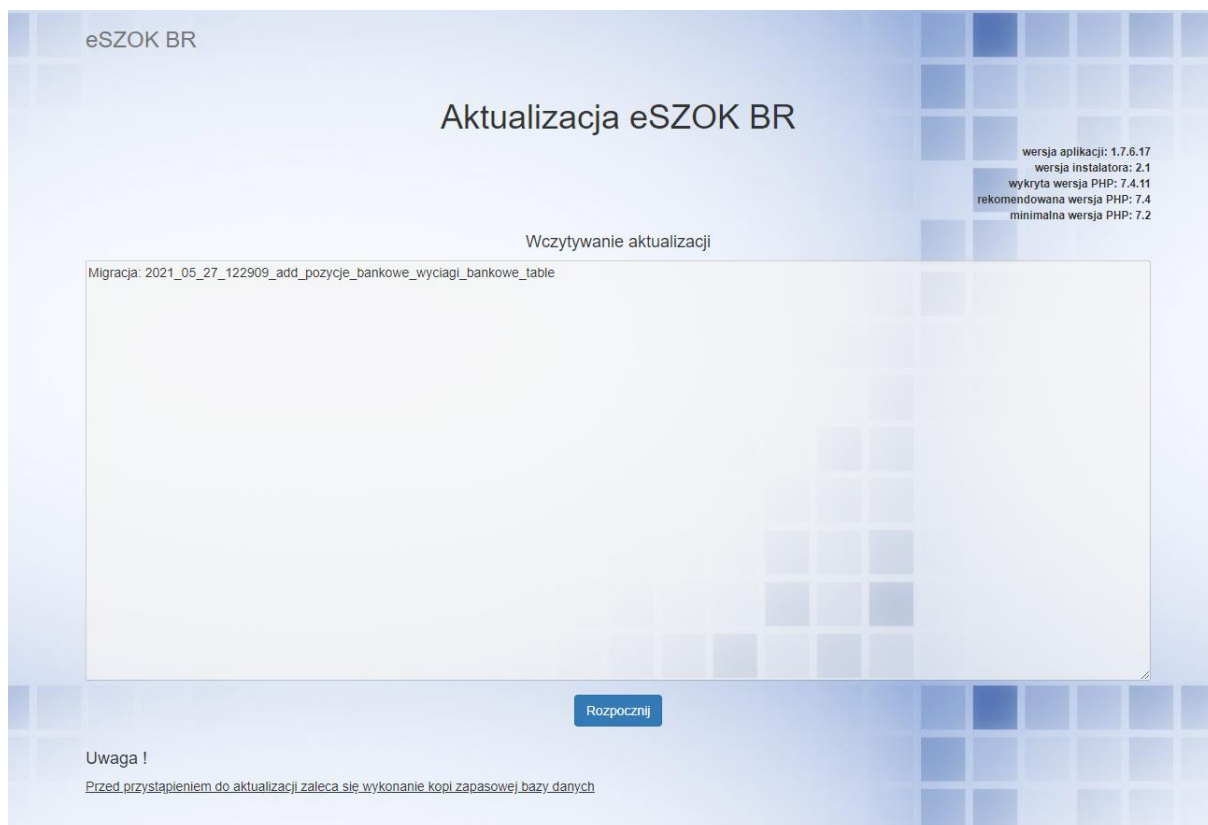 eSZOK BR
Aktualizacja eSZOK BR
wersja aplikacji: 1.7.6.17
wersja instalatora: 2.1
wykryta wersja PHP: 7.4.11
rekomendowana wersja PHP: 7.4
minimalna wersja PHP: 7.2
Wczytywanie aktualizacji
Migracja: 2021_05_27_122909_add_pozycje_bankowe_wyciagi_bankowe_table
Rozpocznij
Uwaga !
Przed przystąpieniem do aktualizacji zaleca się wykonanie kopi zapasowej bazy danych